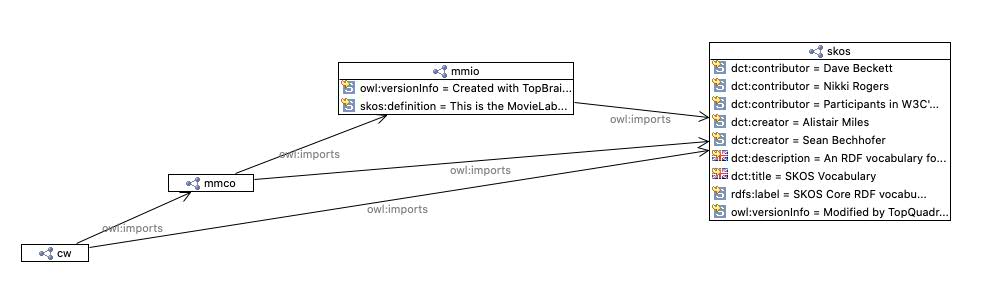 skos
mmio
dct:contributor = Dave Beckett
owl:versionInfo = Created with TopBrai...
dct:contributor = Nikki Rogers
skos:definition = This is the MovieLab...
dct:contributor = Participants in W3C'...
owl:imports
dct:creator = Alistair Miles
dct:creator = Sean Bechhofer
owl:imports
dct:description = An RDF vocabulary fo...
owl:imports
dct:title = SKOS Vocabulary
mmco
rdfs:label = SKOS Core RDF vocabu...
owl:imports
owl:versionInfo = Modified by TopQuadr...
owl:imports
cw